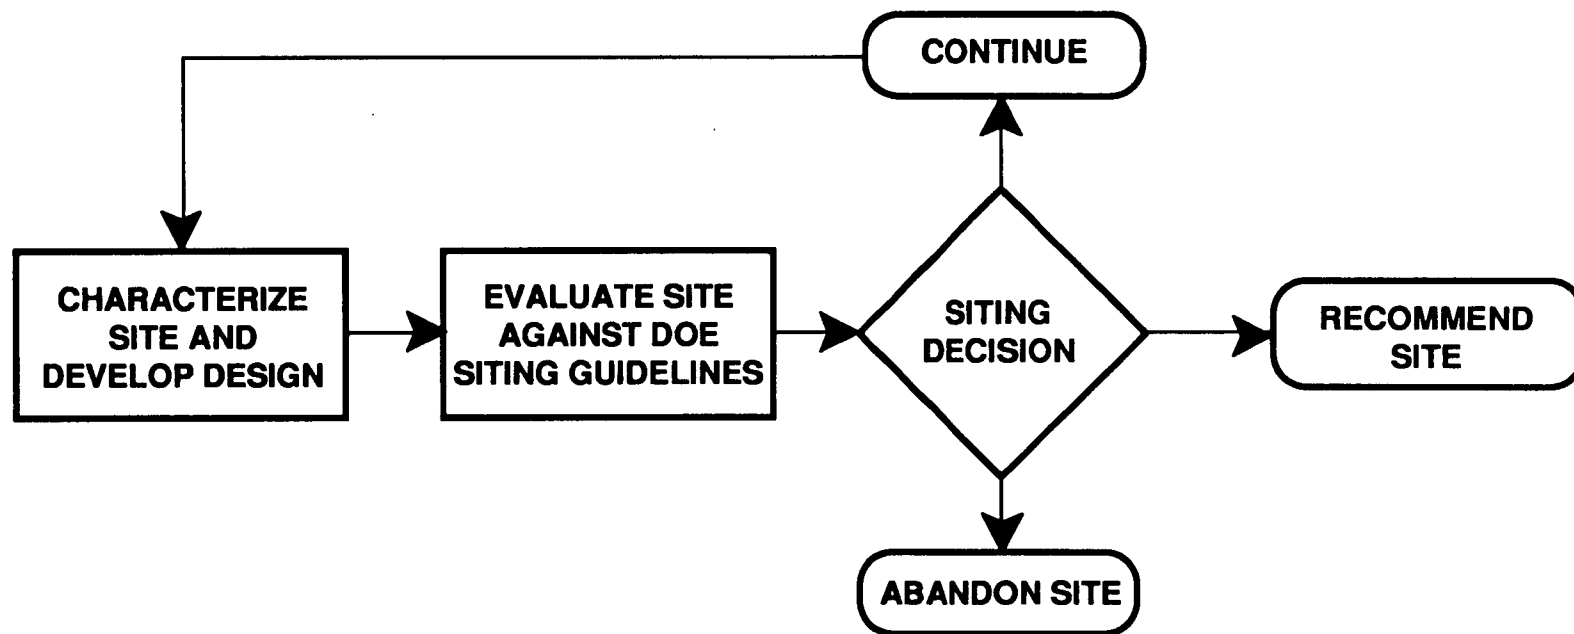 CONTINUE
CHARACTERIZE
SITE AND
DEVELOP DESIGN
EVALUATE SITE
AGAINST DOE
SITING GUIDELINES
SITING
DECISION
RECOMMEND
SITE
ABANDON SITE